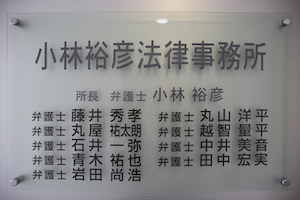 小林裕彦法律事務所
所長 弁護士 小林 裕彦
弁護士 藤井 秀孝 弁護士 丸山 洋平
弁護士 丸屋 祐太朗 弁護士 越智 量平
弁護士 石井 一弥 弁護士 中井 美音
弁護士 青木 祐也 弁護士 田中 宏実
弁護士 岩田 尚浩